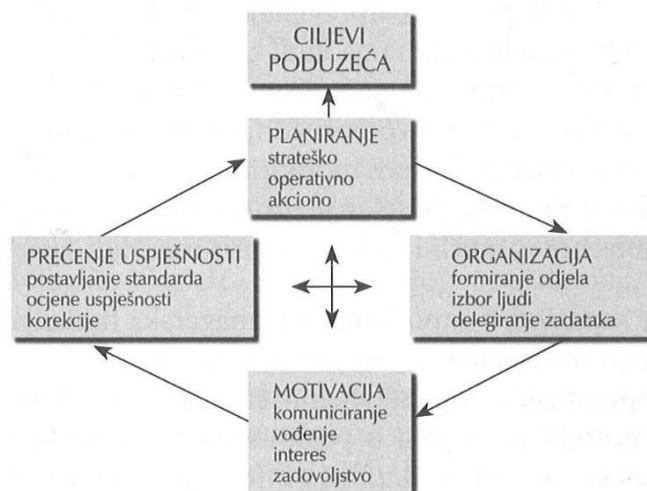 CILJEVI
PODUZEĆA
PLANIRANJE
strateško
operativno
akciono
PREĆENJE USPJEŠNOSTI
postavljanje standarda
ocjene uspješnosti
korekcije
ORGANIZACIJA
formiranje odjela
izbor ljudi
delegiranje zadataka
MOTIVACIJA
komuniciranje
vođenje
interes
zadovoljstvo